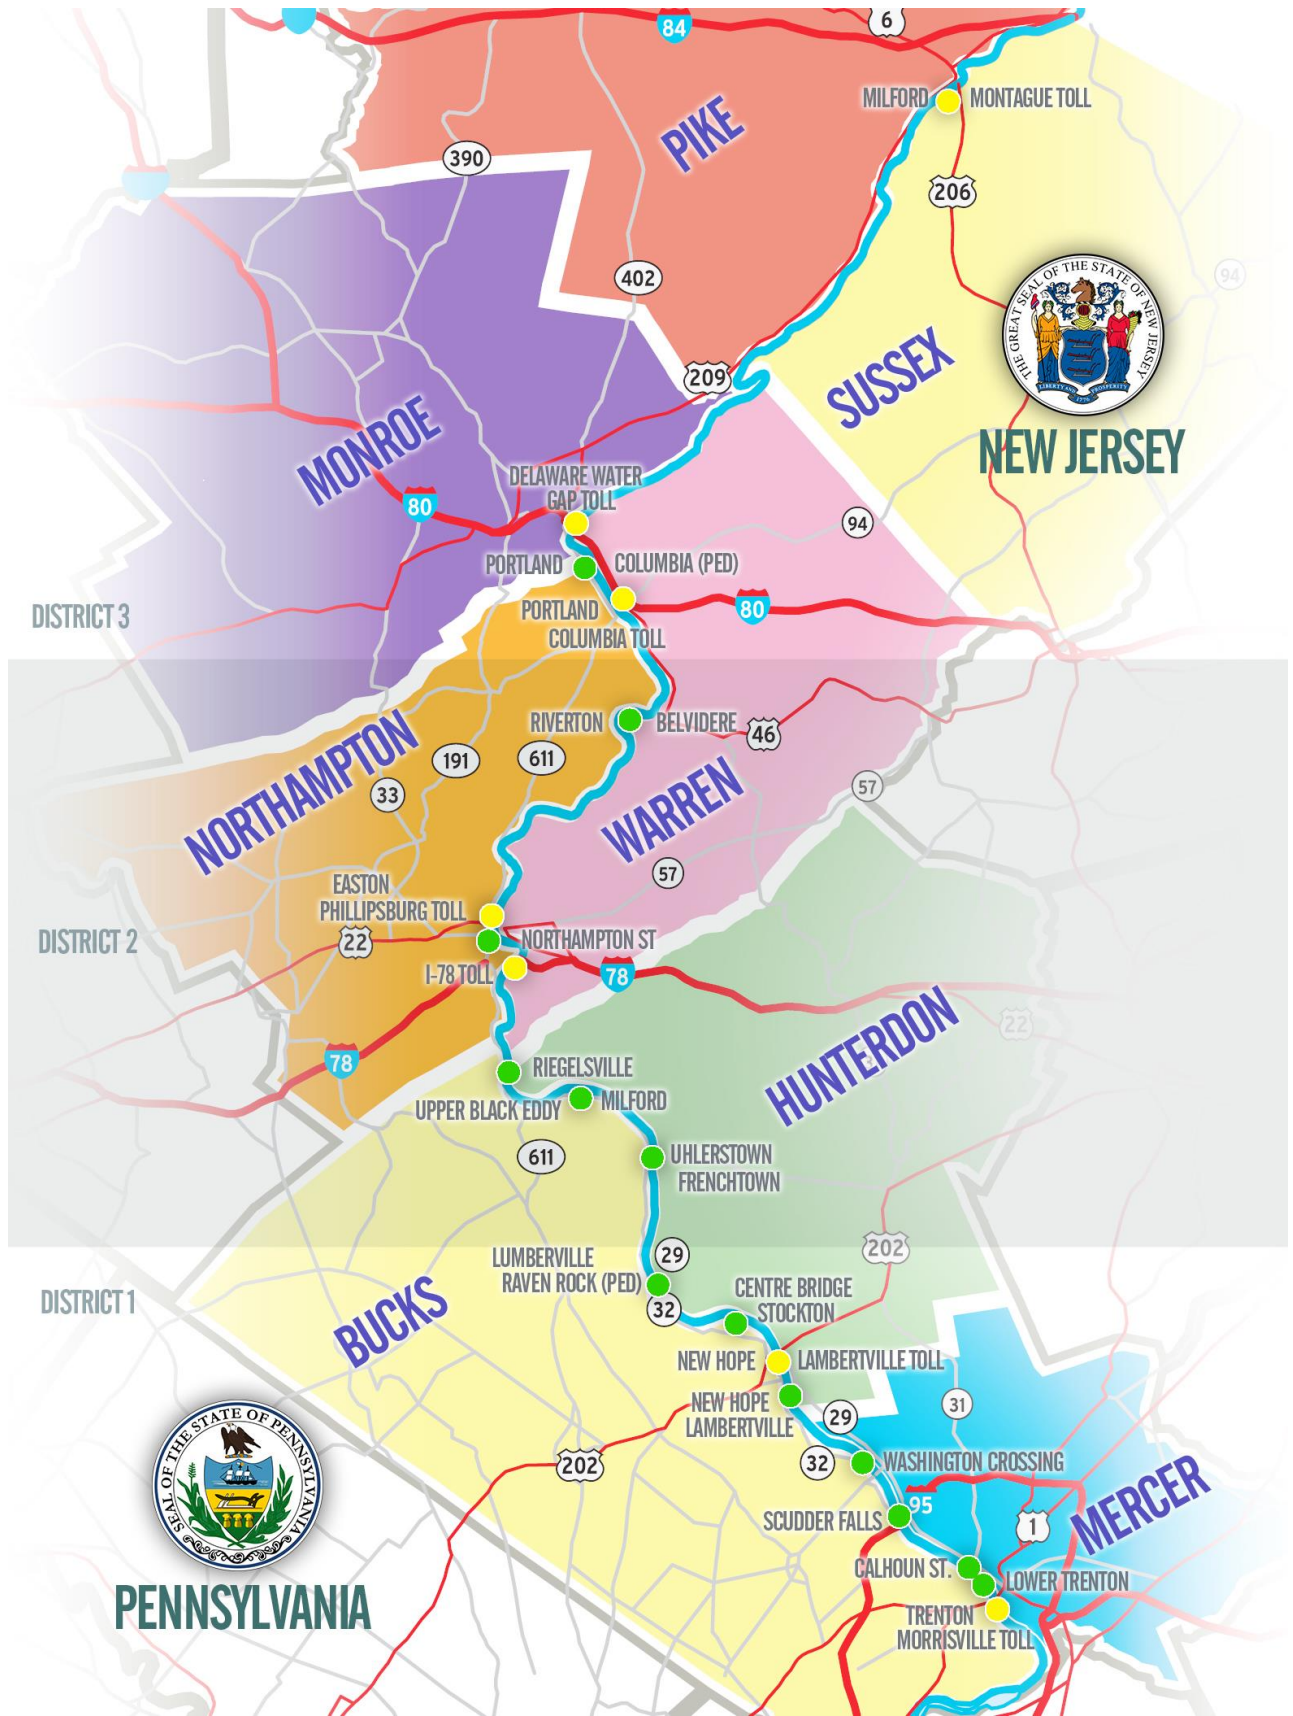 84
6
MILFORD
MONTAGUE TOLL
PIKE
390
206
402
94
THE GREAT SEAL OF THE STATE OF NEW JERSEY
LIBERTY AND PROSPERITY
1776
SUSSEX
209
NEW JERSEY
MONROE
DELAWARE WATER
GAP TOLL
80
94
PORTLAND
COLUMBIA (PED)
PORTLAND
COLUMBIA TOLL
80
DISTRICT 3
RIVERTON
BELVIDERE
46
NORTHAMPTON
191
611
33
57
WARREN
57
EASTON
PHILLIPSBURG TOLL
22
NORTHAMPTON ST
DISTRICT 2
I-78 TOLL
78
HUNTERDON
22
78
RIEGELSVILLE
UPPER BLACK EDDY
MILFORD
611
UHLERSTOWN
FRENCHTOWN
202
29
LUMBERVILLE
RAVEN ROCK (PED)
32
CENTRE BRIDGE
STOCKTON
DISTRICT 1
BUCKS
NEW HOPE
LAMBERTVILLE TOLL
NEW HOPE
LAMBERTVILLE
29
31
SEAL OF THE STATE OF PENNSYLVANIA
202
32
WASHINGTON CROSSING
95
MERCER
SCUDDER FALLS
1
CALHOUN ST.
LOWER TRENTON
PENNSYLVANIA
TRENTON
MORRISVILLE TOLL